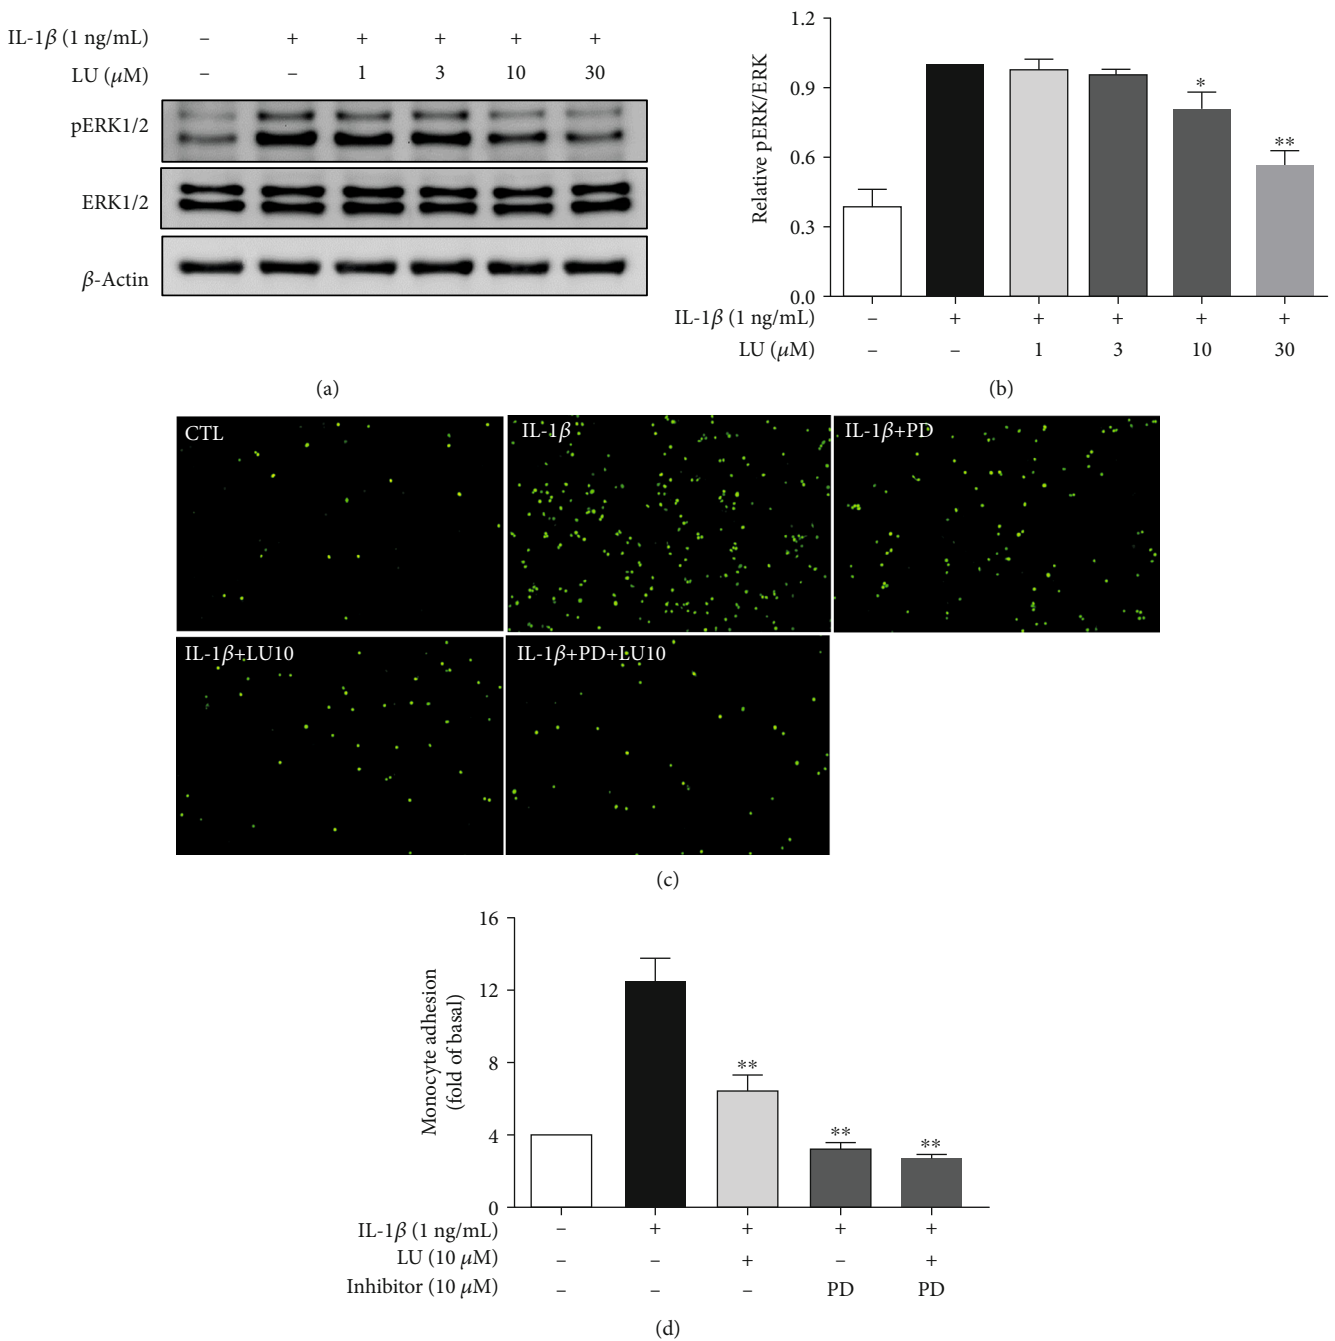 IL-1β (1 ng/mL) – + + + + +
LU (μM) – – 1 3 10 30
pERK1/2
ERK1/2
β-Actin
(a)
Relative pERK/ERK
1.2
0.9
0.6
0.3
0.0
*
**
IL-1β (1 ng/mL) – + + + + +
LU (μM) – – 1 3 10 30
(b)
CTL
IL-1β
IL-1β+PD
IL-1β+LU10
IL-1β+PD+LU10
(c)
Monocyte adhesion
(fold of basal)
16
12
8
4
0
**
**
**
IL-1β (1 ng/mL) – + + + +
LU (10 μM) – – + – +
Inhibitor (10 μM) – – – PD PD
(d)